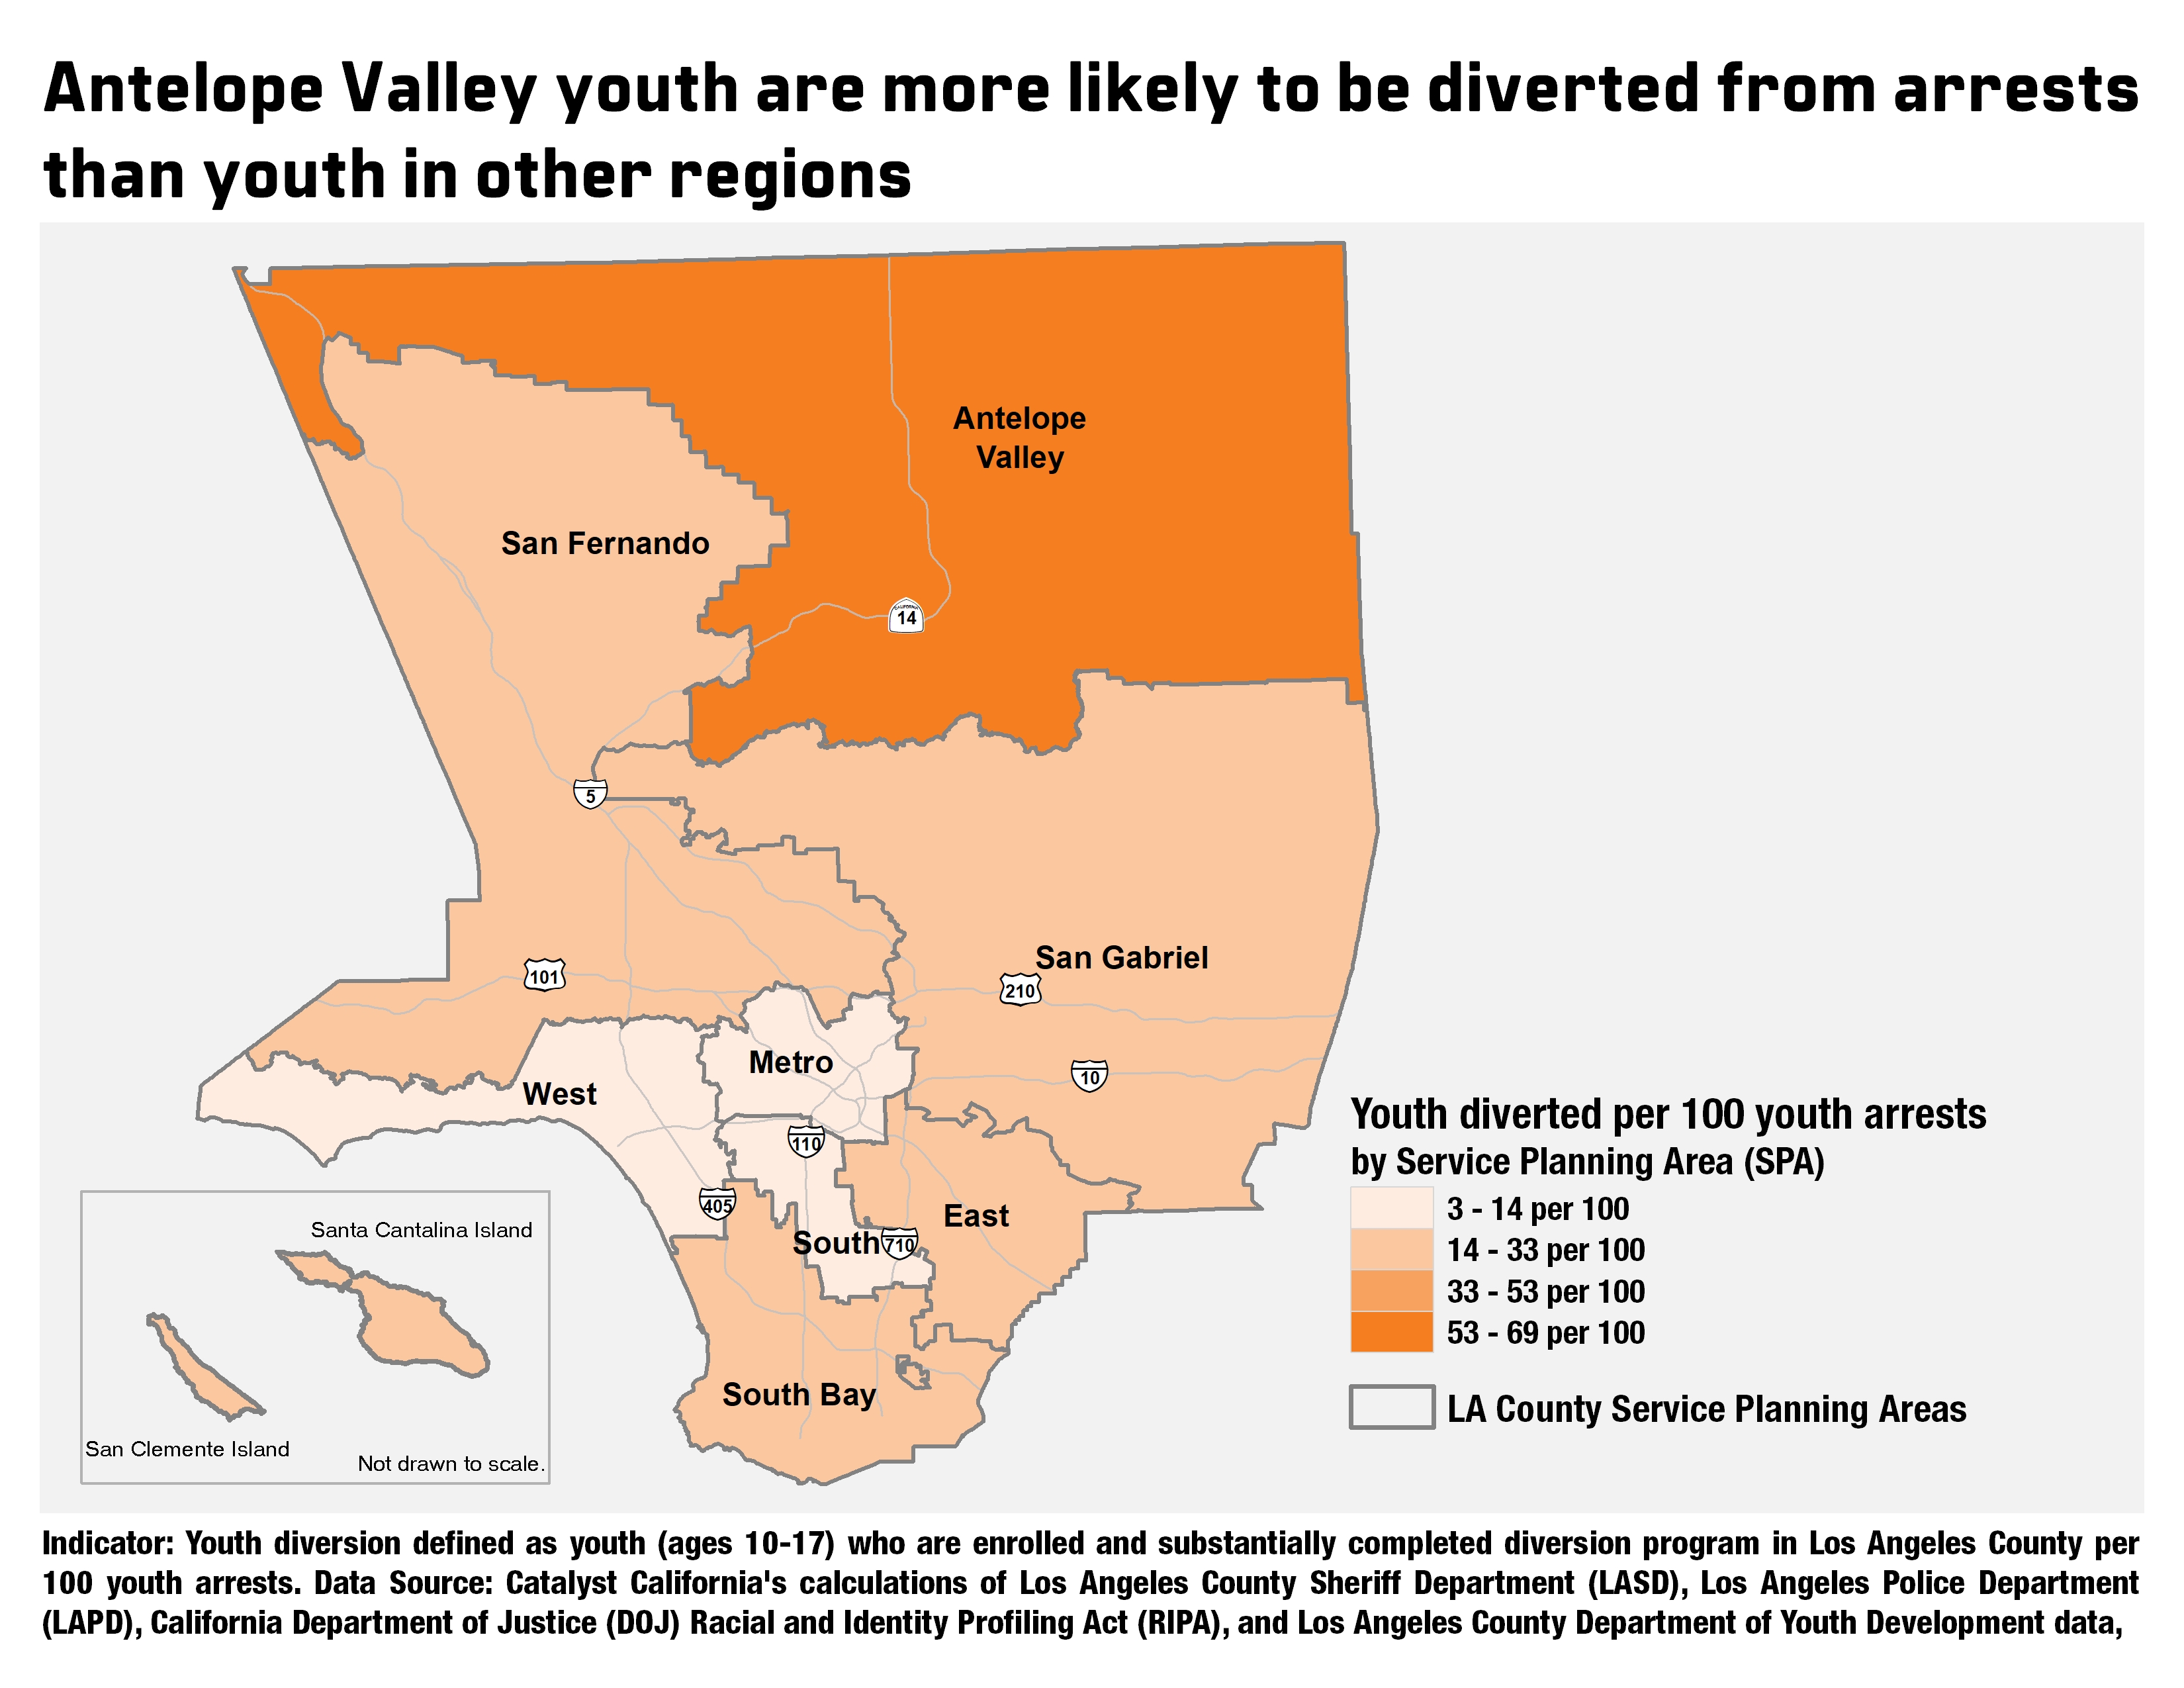 Antelope Valley youth are more likely to be diverted from arrests
than youth in other regions
Antelope
Valley
San Fernando
CALIFORNIA
14
5
San Gabriel
101
210
Metro
10
West
110
405
East
South
710
South Bay
Santa Cantalina Island
San Clemente Island
Not drawn to scale.
Youth diverted per 100 youth arrests
by Service Planning Area (SPA)
3 - 14 per 100
14 - 33 per 100
33 - 53 per 100
53 - 69 per 100
LA County Service Planning Areas
Indicator: Youth diversion defined as youth (ages 10-17) who are enrolled and substantially completed diversion program in Los Angeles County per
100 youth arrests. Data Source: Catalyst California's calculations of Los Angeles County Sheriff Department (LASD), Los Angeles Police Department
(LAPD), California Department of Justice (DOJ) Racial and Identity Profiling Act (RIPA), and Los Angeles County Department of Youth Development data,